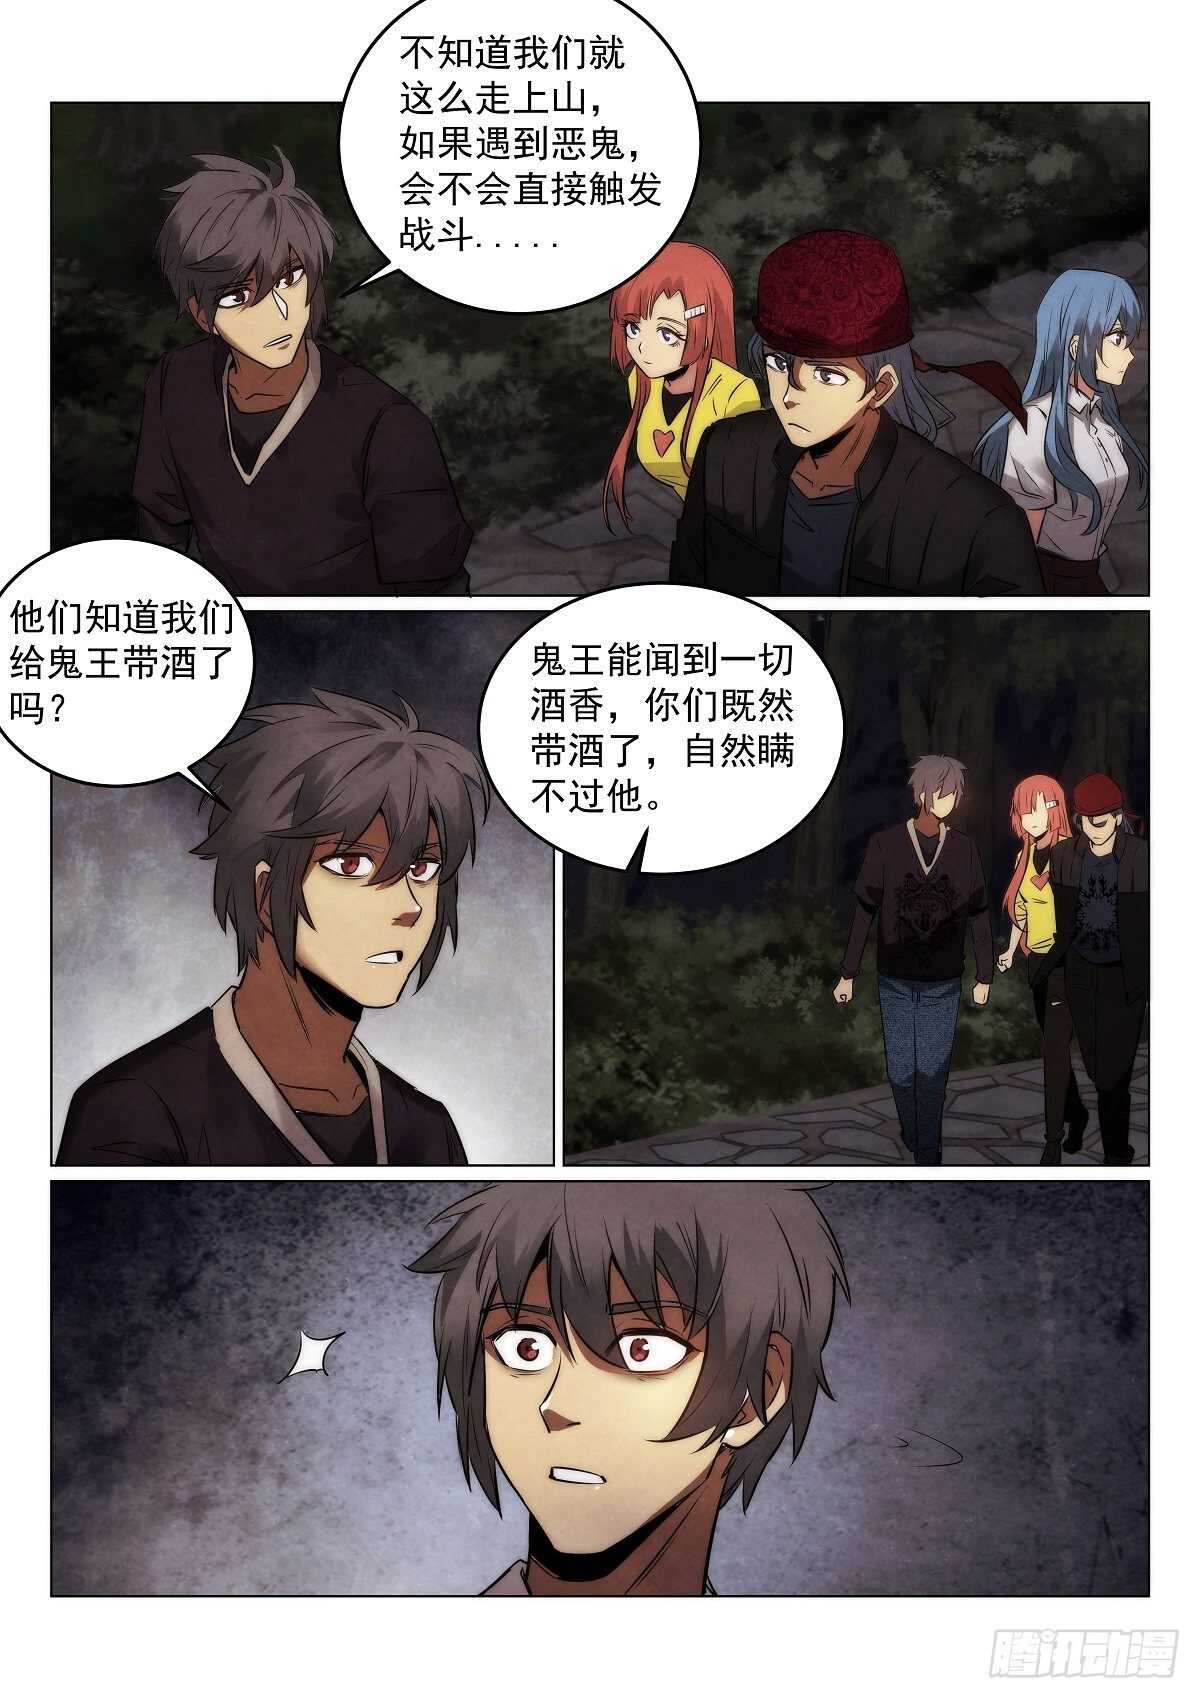 不知道我们就
这么走上山，
如果遇到恶鬼，
会不会直接触发
战斗.....
他们知道我们
给鬼王带酒了
吗？
鬼王能闻到一切
酒香，你们既然
带酒了，自然瞒
不过他。
腾讯动漫